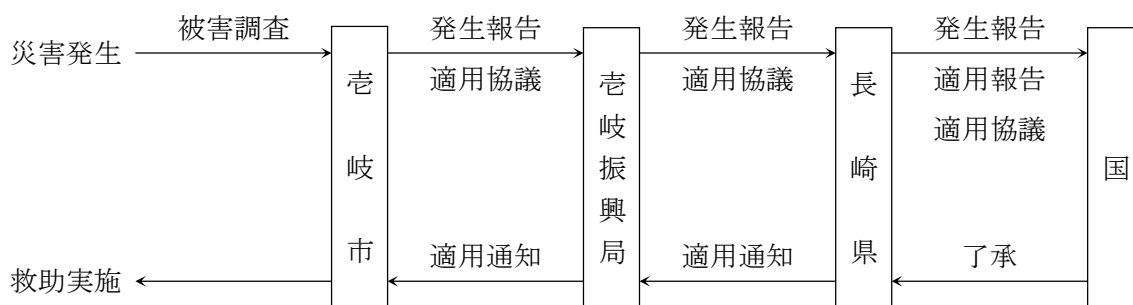 災害発生
被害調査
壱岐市
発生報告
適用協議
壱岐振興局
発生報告
適用協議
長崎県
発生報告
適用報告
適用協議
国
適用通知
適用通知
了承
救助実施